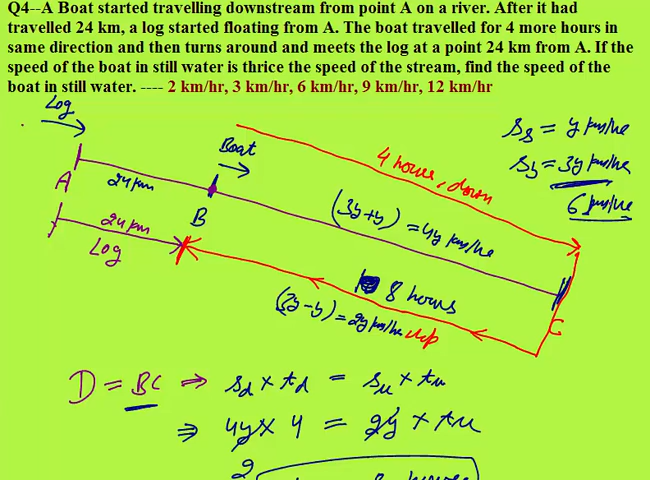 Q4--A Boat started travelling downstream from point A on a river. After it had
travelled 24 km, a log started floating from A. The boat travelled for 4 more hours in
same direction and then turns around and meets the log at a point 24 km from A. If the
speed of the boat in still water is thrice the speed of the stream, find the speed of the
boat in still water. ---- 2 km/hr, 3 km/hr, 6 km/hr, 9 km/hr, 12 km/hr
Log
Boat
4 hours, down
Ss = y km/hr
Sb = 3y km/hr
6 km/hr
A
24 km
B
(3y+y) = 4y km/hr
24 km
Log
8 hours
(3y-y) = 2y km/hr up
C
D = BC ⇒ Sd × td = Su × tu
⇒ 4y × 4 = 2y × tu
2